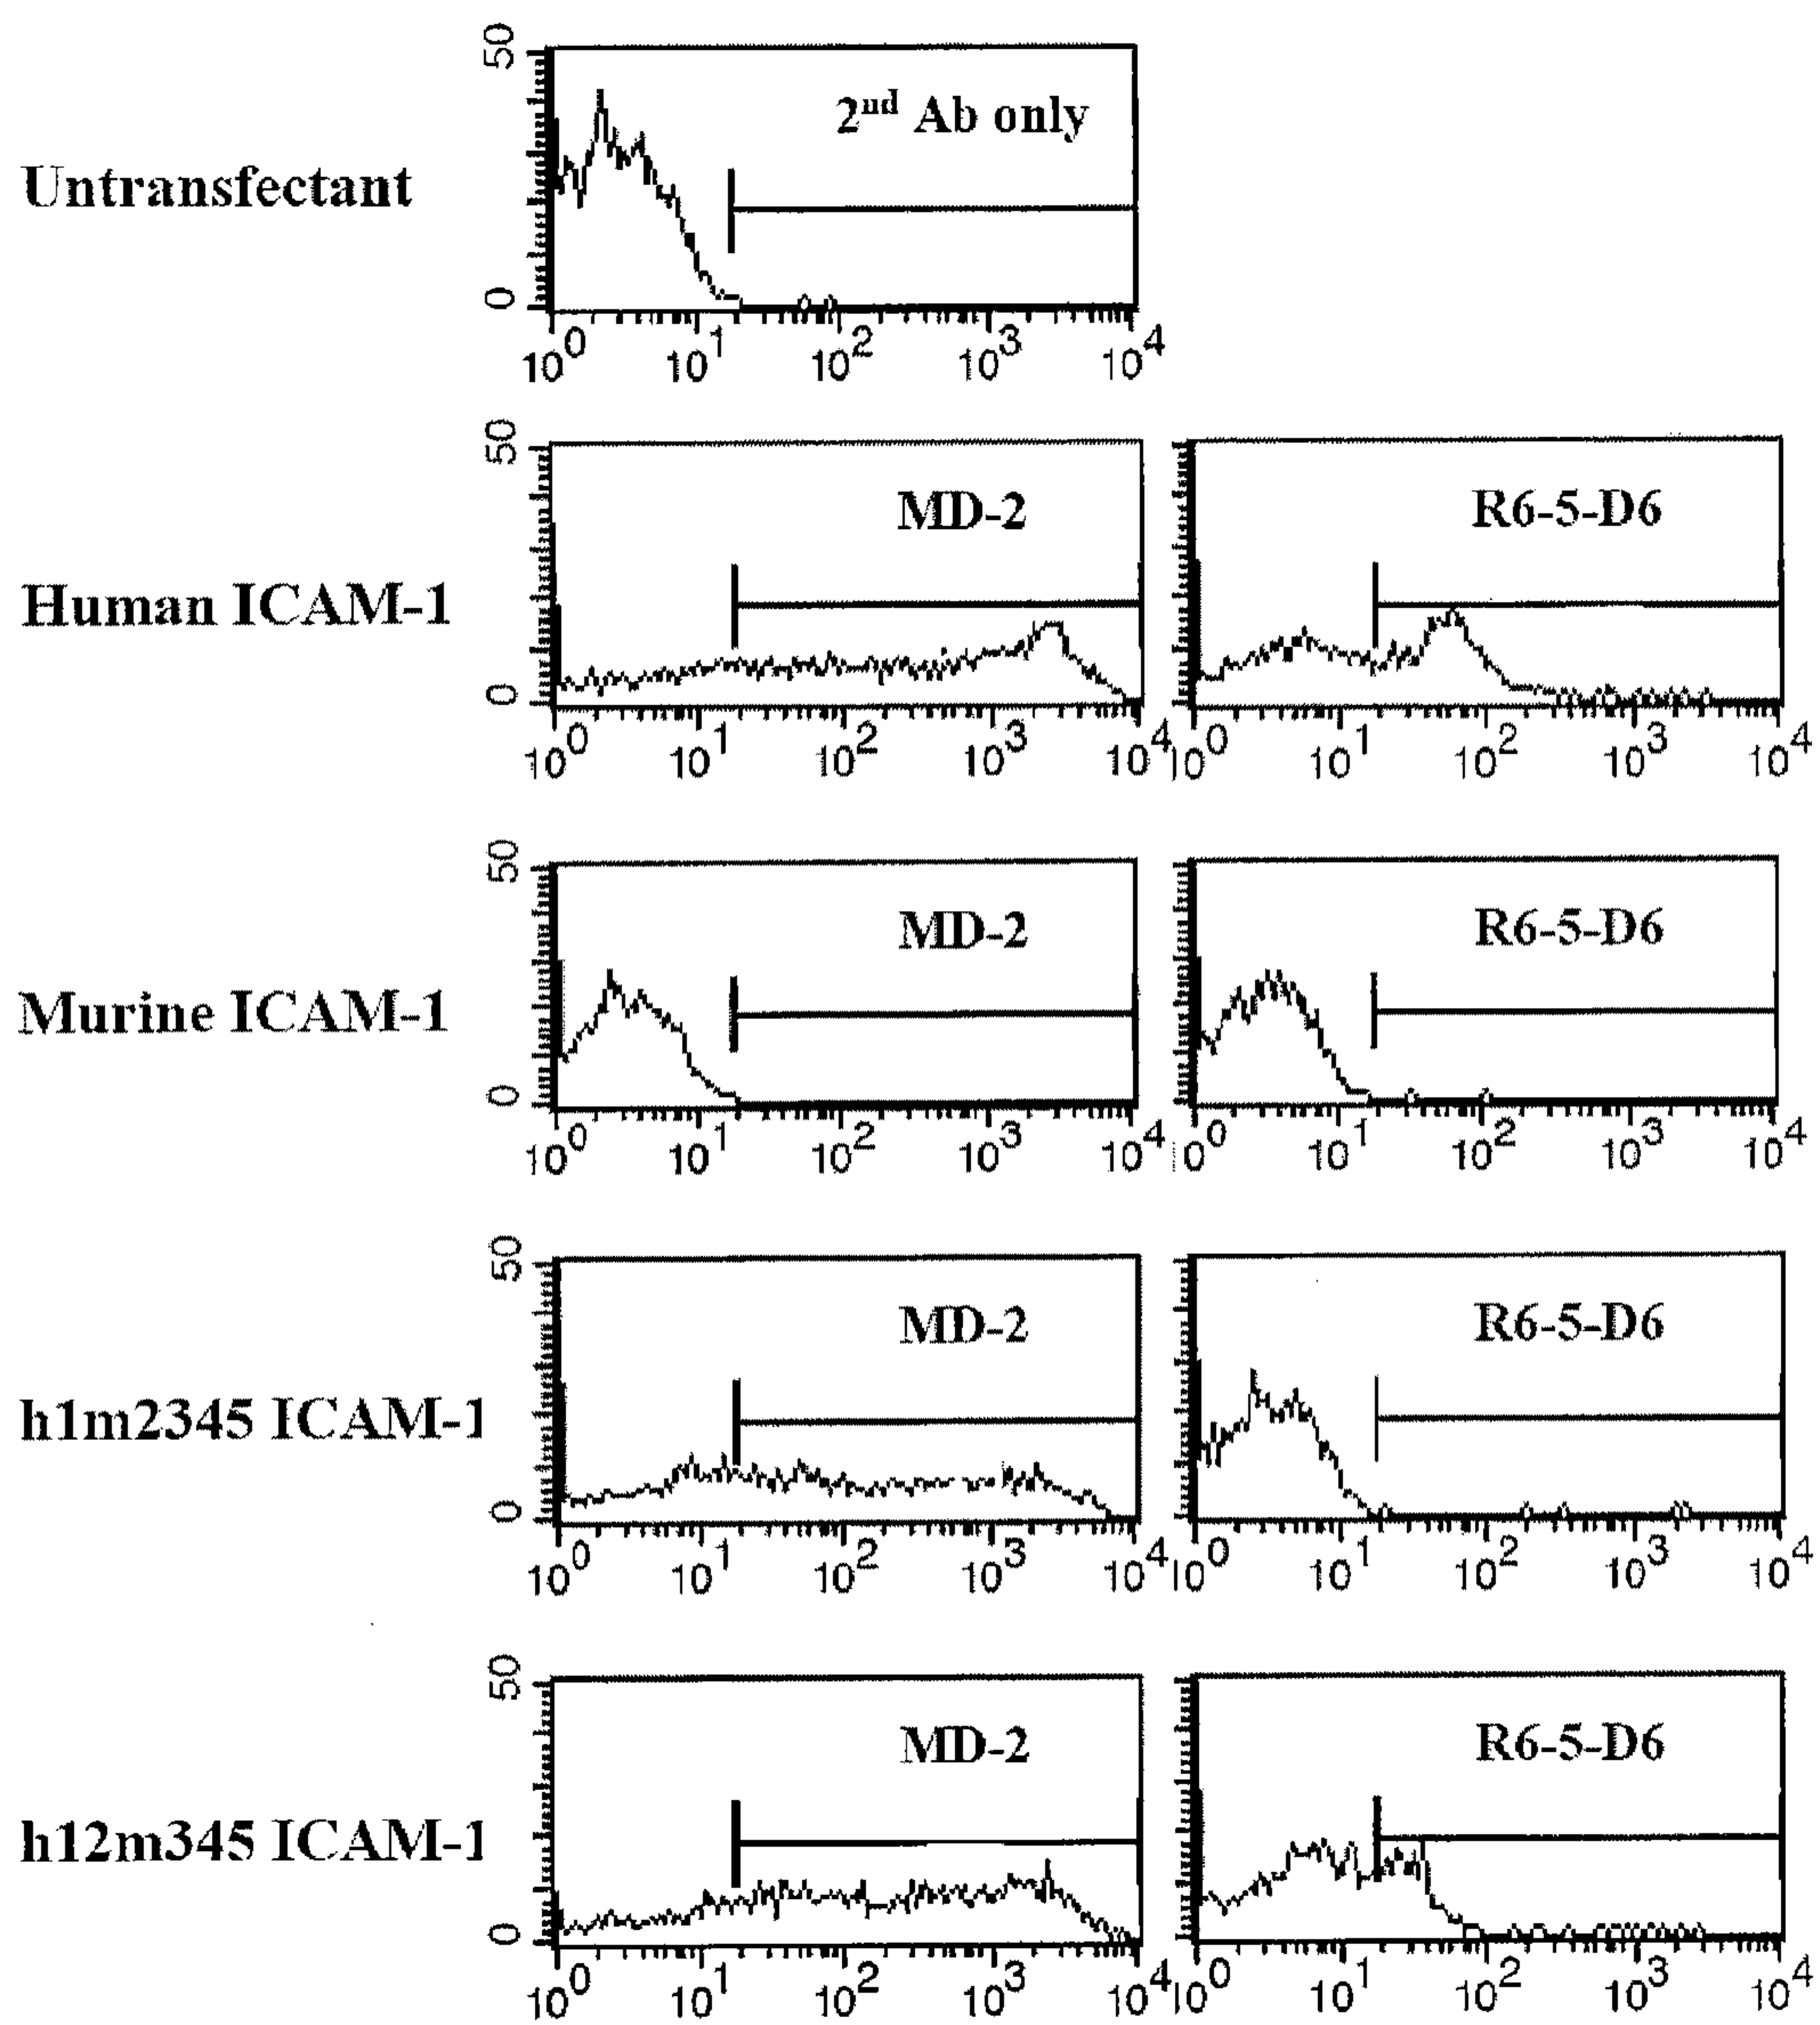 50
2nd Ab only
Untransfectant
0
10^0 10^1 10^2 10^3 10^4
50
MD-2 R6-5-D6
Human ICAM-1
0
10^0 10^1 10^2 10^3 10^4 10^0 10^1 10^2 10^3 10^4
50
MD-2 R6-5-D6
Murine ICAM-1
0
10^0 10^1 10^2 10^3 10^4 10^0 10^1 10^2 10^3 10^4
50
MD-2 R6-5-D6
h1m2345 ICAM-1
0
10^0 10^1 10^2 10^3 10^4 10^0 10^1 10^2 10^3 10^4
50
MD-2 R6-5-D6
h12m345 ICAM-1
0
10^0 10^1 10^2 10^3 10^4 10^0 10^1 10^2 10^3 10^4